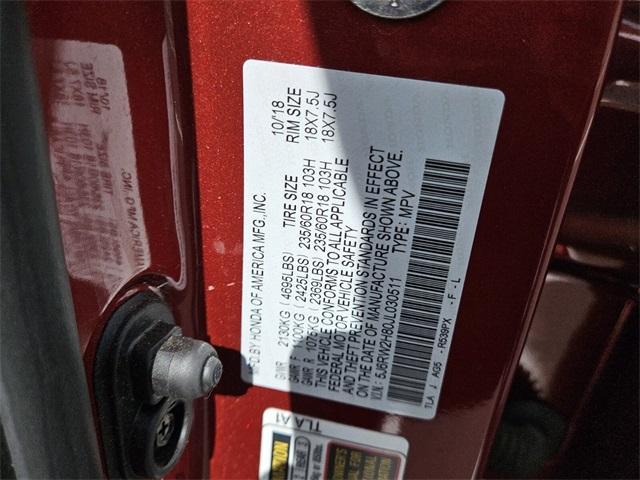 MFD BY HONDA OF AMERICA MFG.,INC. 10/'18
GVWR 2130KG (4695LBS) TIRE SIZE RIM SIZE
GAWR F 1100KG (2425LBS) 235/60R18 103H 18X7.5J
GAWR R 1075KG (2369LBS) 235/60R18 103H 18X7.5J
THIS VEHICLE CONFORMS TO ALL APPLICABLE
FEDERAL MOTOR VEHICLE SAFETY
AND THEFT PREVENTION STANDARDS IN EFFECT
ON THE DATE OF MANUFACTURE SHOWN ABOVE.
V.I.N.: 5J6RW2H80JL030511 TYPE: MPV
TLA J AG5 - R539PX - F - L
TLA A1